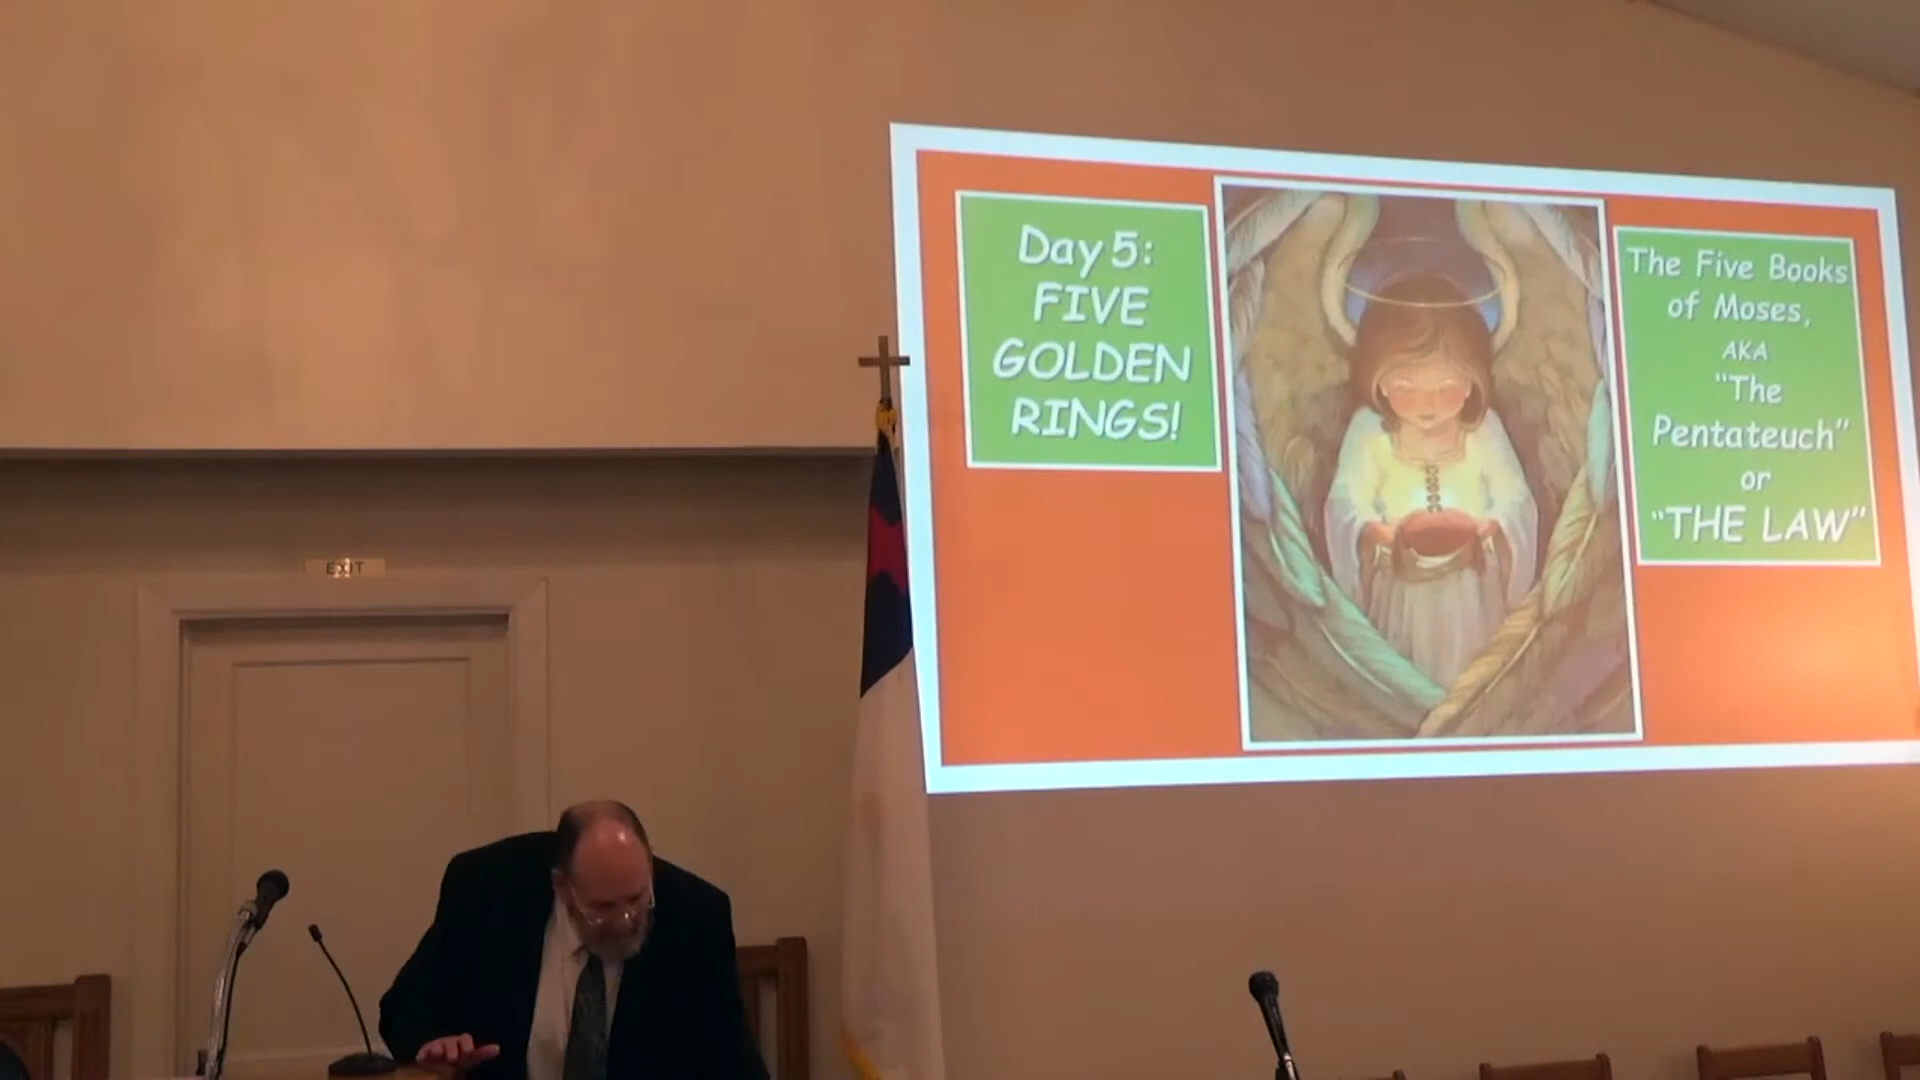 Day 5:
FIVE
GOLDEN
RINGS!
The Five Books
of Moses,
AKA
“The
Pentateuch”
or
“THE LAW”
EXIT